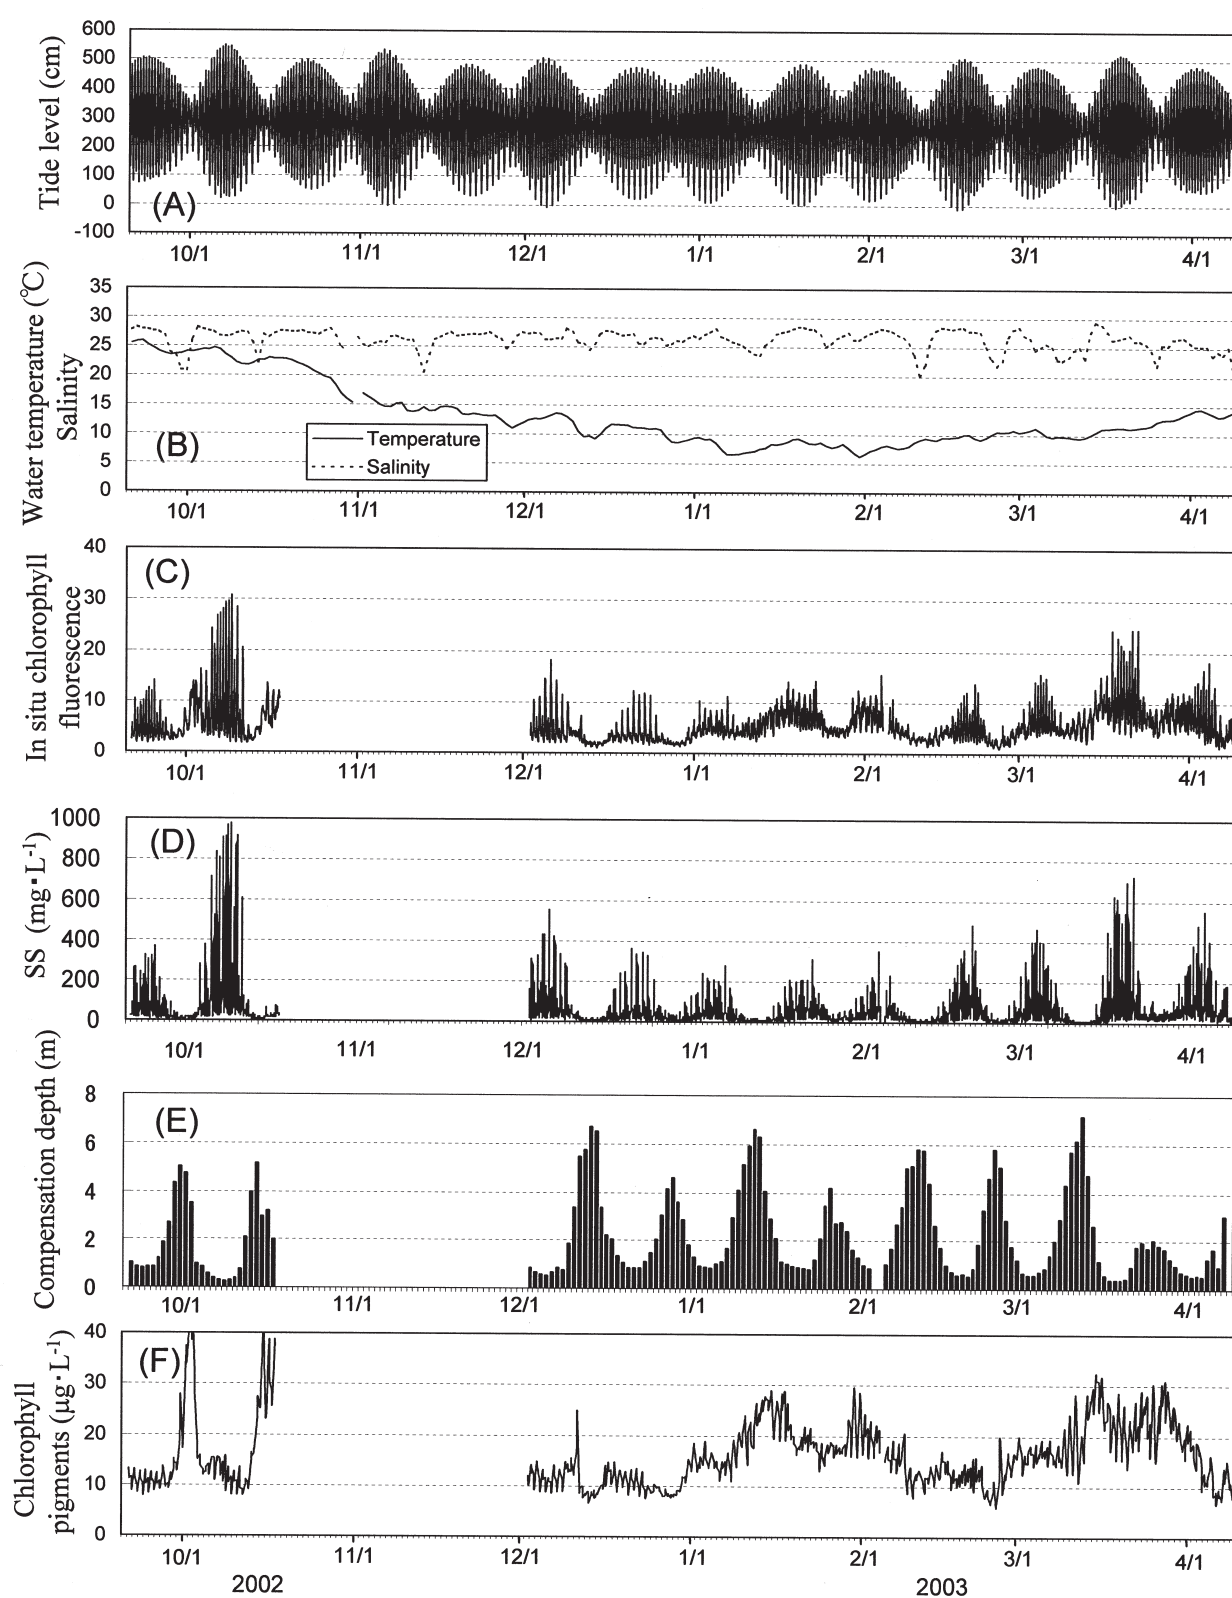 Tide level (cm)
600
500
400
300
200
100
0
-100
(A)
10/1 11/1 12/1 1/1 2/1 3/1 4/1
Water temperature (℃)
Salinity
35
30
25
20
15
10
5
0
(B)
Temperature
Salinity
10/1 11/1 12/1 1/1 2/1 3/1 4/1
In situ chlorophyll
fluorescence
40
30
20
10
0
(C)
10/1 11/1 12/1 1/1 2/1 3/1 4/1
SS (mg・L-1)
1000
800
600
400
200
0
(D)
10/1 11/1 12/1 1/1 2/1 3/1 4/1
Compensation depth (m)
8
6
4
2
0
(E)
10/1 11/1 12/1 1/1 2/1 3/1 4/1
Chlorophyll
pigments (μg・L-1)
40
30
20
10
0
(F)
10/1 11/1 12/1 1/1 2/1 3/1 4/1
2002 2003